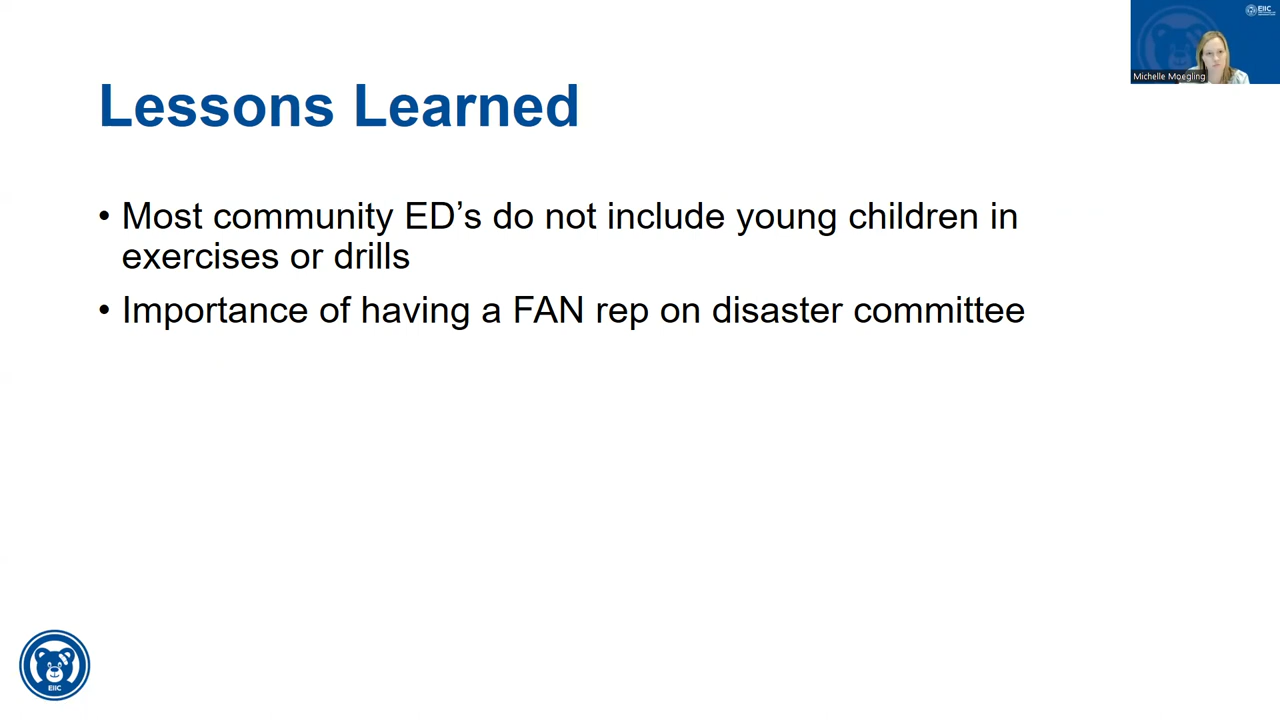 EIIC
Michelle Moegling
Lessons Learned
• Most community ED’s do not include young children in
exercises or drills
• Importance of having a FAN rep on disaster committee
EIIC